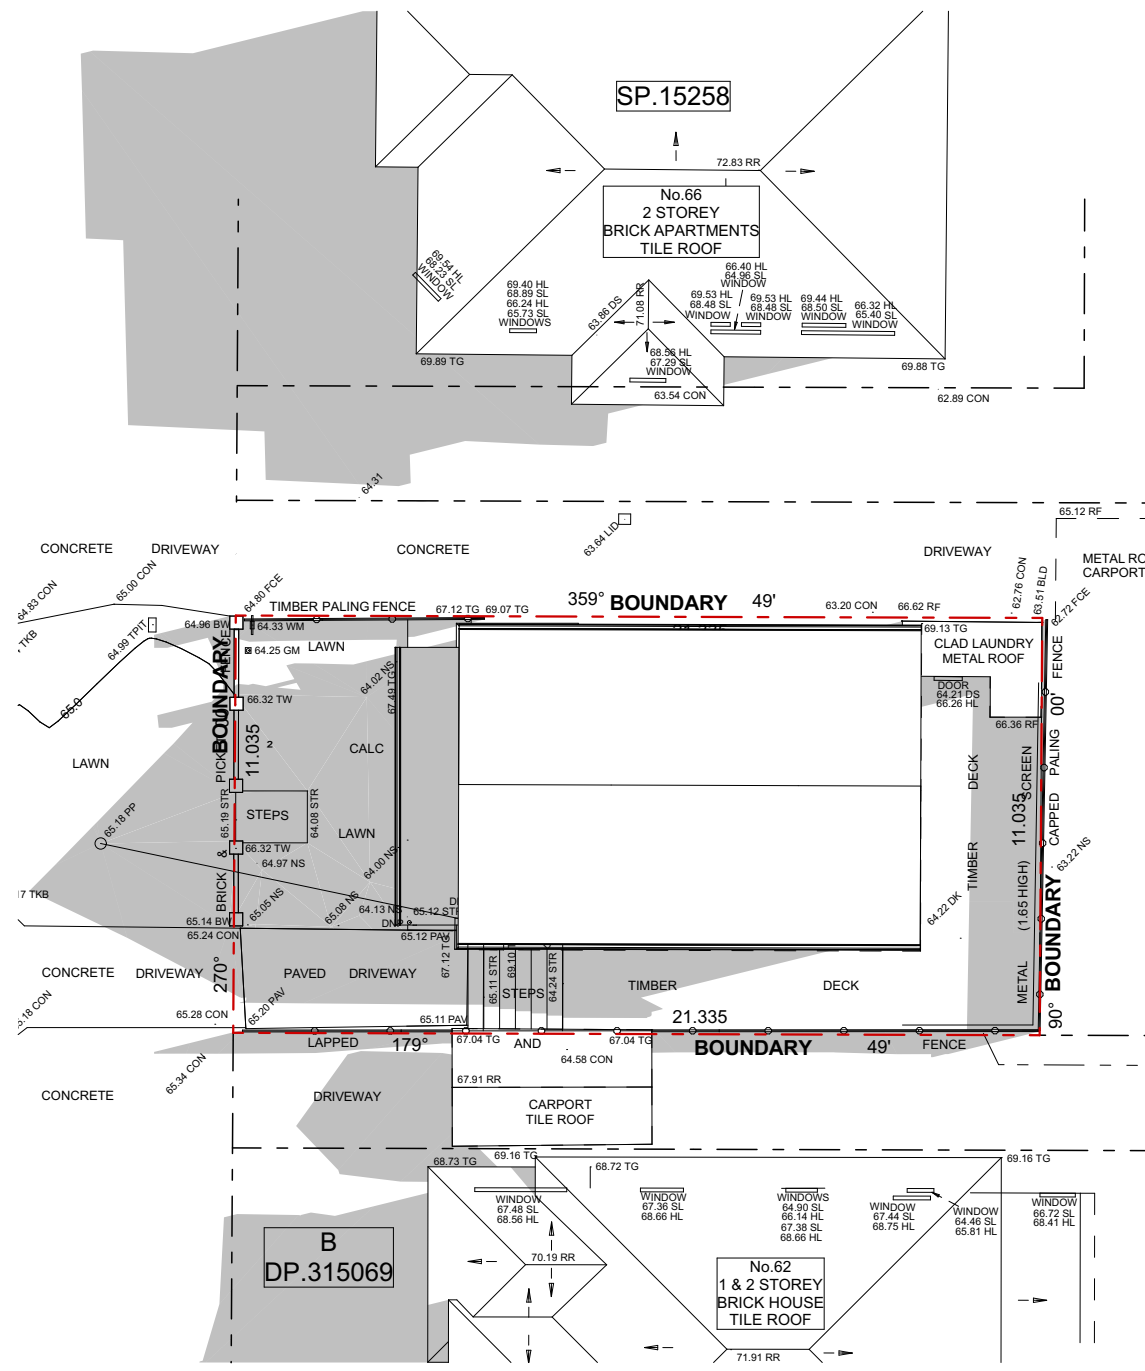 SP.15258
72.83 RR
No.66
2 STOREY
BRICK APARTMENTS
TILE ROOF
69.54 HL
68.23 SL
WINDOW
69.40 HL
68.89 SL
66.24 HL
65.73 SL
WINDOWS
63.86 DS
71.08 RR
66.40 HL
64.96 SL
WINDOW
69.53 HL
68.48 SL
WINDOW
69.53 HL
68.48 SL
WINDOW
69.44 HL
68.50 SL
WINDOW
66.32 HL
65.40 SL
WINDOW
68.56 HL
67.29 SL
WINDOW
69.89 TG
69.88 TG
63.54 CON
62.89 CON
64.31
65.12 RF
63.64 LID
CONCRETE
DRIVEWAY
CONCRETE
DRIVEWAY
CARPORT
64.83 CON
65.00 CON
64.80 FCE
62.76 CON
63.51 BLD
62.72 FCE
TIMBER PALING FENCE
67.12 TG
69.07 TG
359°
BOUNDARY
49'
63.20 CON
66.62 RF
TKB
64.99 TPIT
64.96 BW
64.33 WM
64.25 GM
LAWN
69.13 TG
CLAD LAUNDRY
METAL ROOF
DOOR
64.21 DS
66.26 HL
66.36 RF
65.0
FENCE
BOUNDARY
66.32 TW
64.02 NS
67.49 TG
11.035
2
CALC
LAWN
PICKET
65.19 STR
STEPS
64.08 STR
LAWN
65.18 PP
&
66.32 TW
64.97 NS
64.00 NS
BRICK
65.05 NS
65.08 NS
64.13 NS
65.12 STR
65.14 BW
65.24 CON
65.12 PAV
67.12 TG
DECK
TIMBER
64.22 DK
SCREEN
(1.65 HIGH)
METAL
11.035
FENCE
00'
PALING
CAPPED
63.22 NS
BOUNDARY
90°
CONCRETE
DRIVEWAY
270°
PAVED
DRIVEWAY
65.11 STR
STEPS
64.24 STR
TIMBER
DECK
65.20 PAV
65.28 CON
65.11 PAV
21.335
LAPPED
179°
67.04 TG
AND
67.04 TG
BOUNDARY
49'
FENCE
64.58 CON
65.34 CON
67.91 RR
CONCRETE
DRIVEWAY
CARPORT
TILE ROOF
68.73 TG
69.16 TG
68.72 TG
69.16 TG
WINDOW
67.48 SL
68.56 HL
WINDOW
67.36 SL
68.66 HL
WINDOWS
64.90 SL
66.14 HL
67.38 SL
68.66 HL
WINDOW
67.44 SL
68.75 HL
WINDOW
64.46 SL
65.81 HL
WINDOW
66.72 SL
68.41 HL
B
DP.315069
70.19 RR
No.62
1 & 2 STOREY
BRICK HOUSE
TILE ROOF
71.91 RR